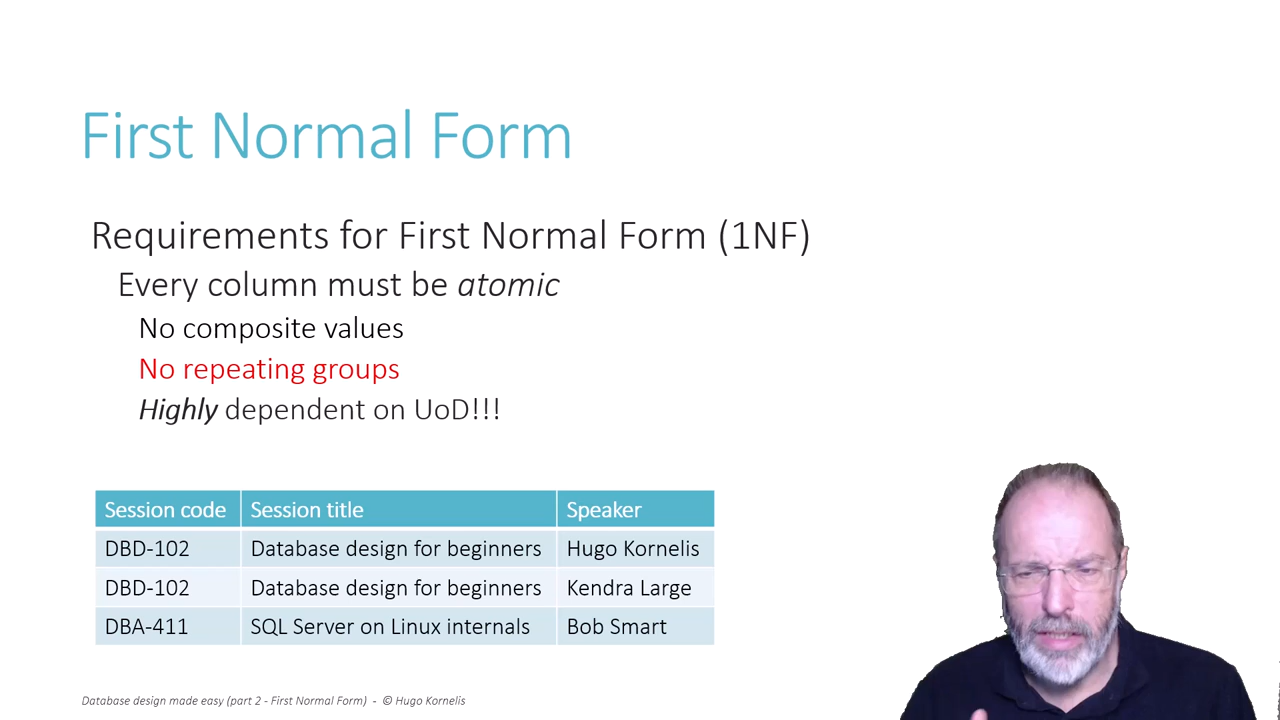 First Normal Form
Requirements for First Normal Form (1NF)
Every column must be atomic
No composite values
No repeating groups
Highly dependent on UoD!!!
Session code Session title Speaker
DBD-102 Database design for beginners Hugo Kornelis
DBD-102 Database design for beginners Kendra Large
DBA-411 SQL Server on Linux internals Bob Smart
Database design made easy (part 2 - First Normal Form) - © Hugo Kornelis